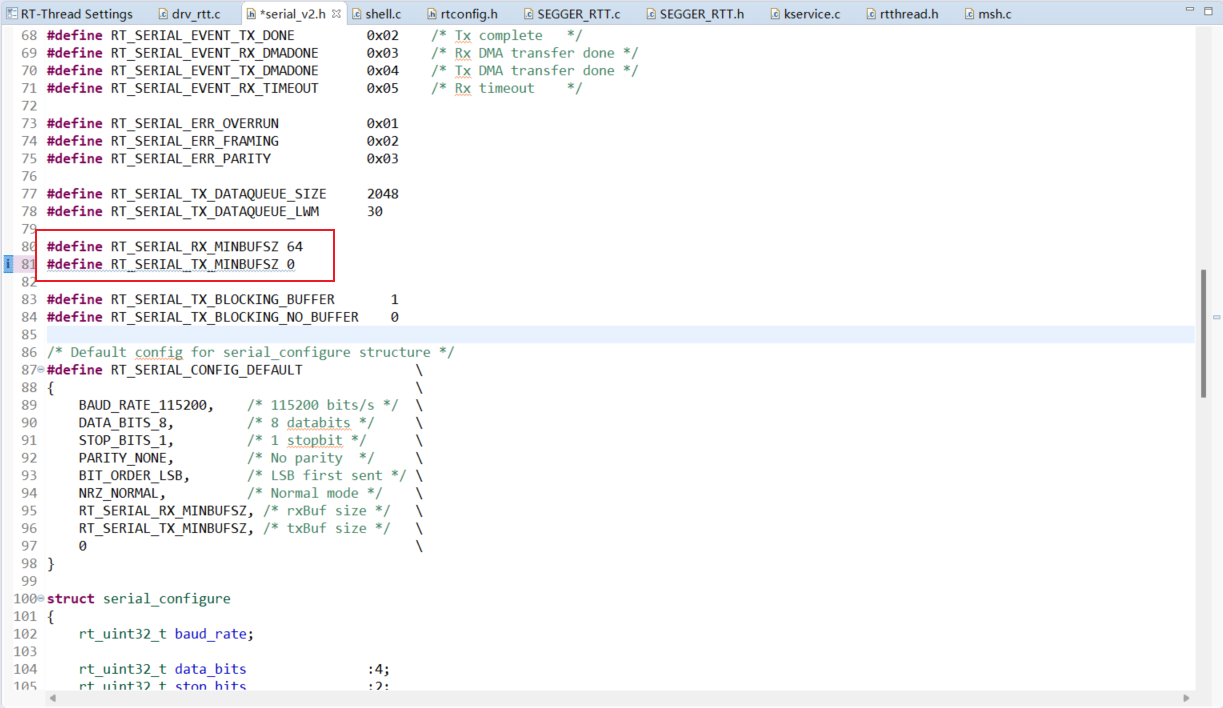 RT-Thread Settings drv_rtt.c *serial_v2.h shell.c rtconfig.h SEGGER_RTT.c SEGGER_RTT.h kservice.c rtthread.h msh.c
68 #define RT_SERIAL_EVENT_TX_DONE         0x02    /* Tx complete   */
69 #define RT_SERIAL_EVENT_RX_DMADONE      0x03    /* Rx DMA transfer done */
70 #define RT_SERIAL_EVENT_TX_DMADONE      0x04    /* Tx DMA transfer done */
71 #define RT_SERIAL_EVENT_RX_TIMEOUT      0x05    /* Rx timeout    */
72
73 #define RT_SERIAL_ERR_OVERRUN           0x01
74 #define RT_SERIAL_ERR_FRAMING           0x02
75 #define RT_SERIAL_ERR_PARITY            0x03
76
77 #define RT_SERIAL_TX_DATAQUEUE_SIZE     2048
78 #define RT_SERIAL_TX_DATAQUEUE_LWM      30
79
80 #define RT_SERIAL_RX_MINBUFSZ 64
81 #define RT_SERIAL_TX_MINBUFSZ 0
82
83 #define RT_SERIAL_TX_BLOCKING_BUFFER       1
84 #define RT_SERIAL_TX_BLOCKING_NO_BUFFER    0
85
86 /* Default config for serial_configure structure */
87 #define RT_SERIAL_CONFIG_DEFAULT              \
88 {                                             \
89     BAUD_RATE_115200,    /* 115200 bits/s */  \
90     DATA_BITS_8,         /* 8 databits */     \
91     STOP_BITS_1,         /* 1 stopbit */      \
92     PARITY_NONE,         /* No parity  */     \
93     BIT_ORDER_LSB,       /* LSB first sent */ \
94     NRZ_NORMAL,          /* Normal mode */    \
95     RT_SERIAL_RX_MINBUFSZ, /* rxBuf size */   \
96     RT_SERIAL_TX_MINBUFSZ, /* txBuf size */   \
97     0                                         \
98 }
99
100 struct serial_configure
101 {
102     rt_uint32_t baud_rate;
103
104     rt_uint32_t data_bits               :4;
105     rt_uint32_t stop_bits               :2;